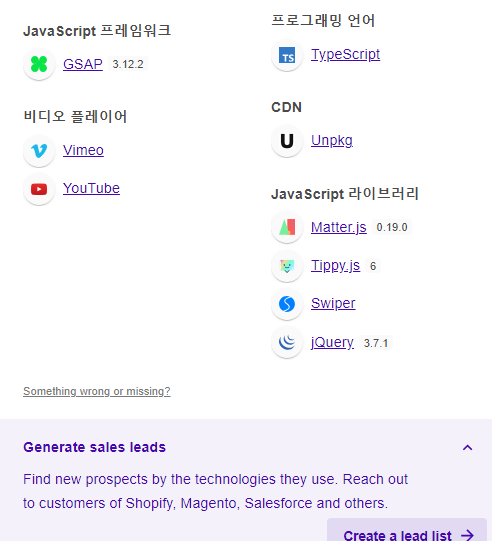 JavaScript 프레임워크
GSAP 3.12.2
비디오 플레이어
Vimeo
YouTube
프로그래밍 언어
TS
TypeScript
CDN
U
Unpkg
JavaScript 라이브러리
Matter.js 0.19.0
Tippy.js 6
Swiper
jQuery 3.7.1
Something wrong or missing?
Generate sales leads
Find new prospects by the technologies they use. Reach out
to customers of Shopify, Magento, Salesforce and others.
Create a lead list